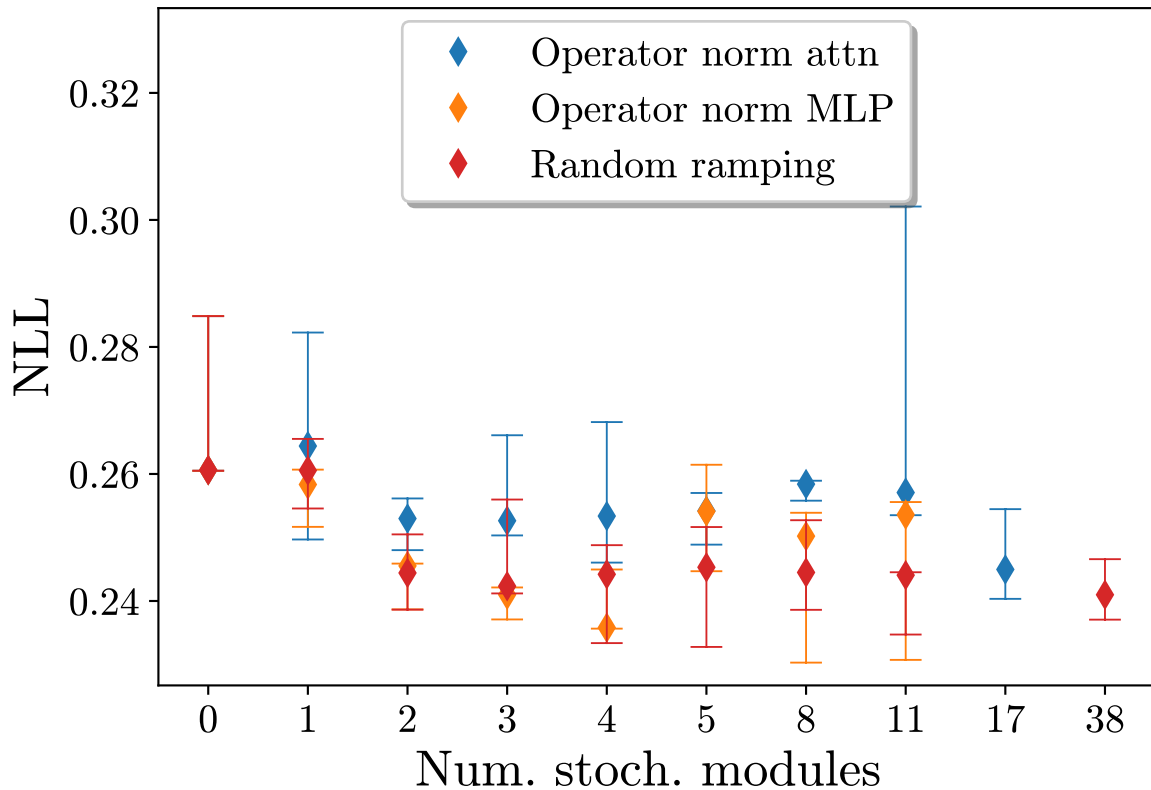 Operator norm attn
Operator norm MLP
Random ramping
NLL
0.32
0.30
0.28
0.26
0.24
0 1 2 3 4 5 8 11 17 38
Num. stoch. modules